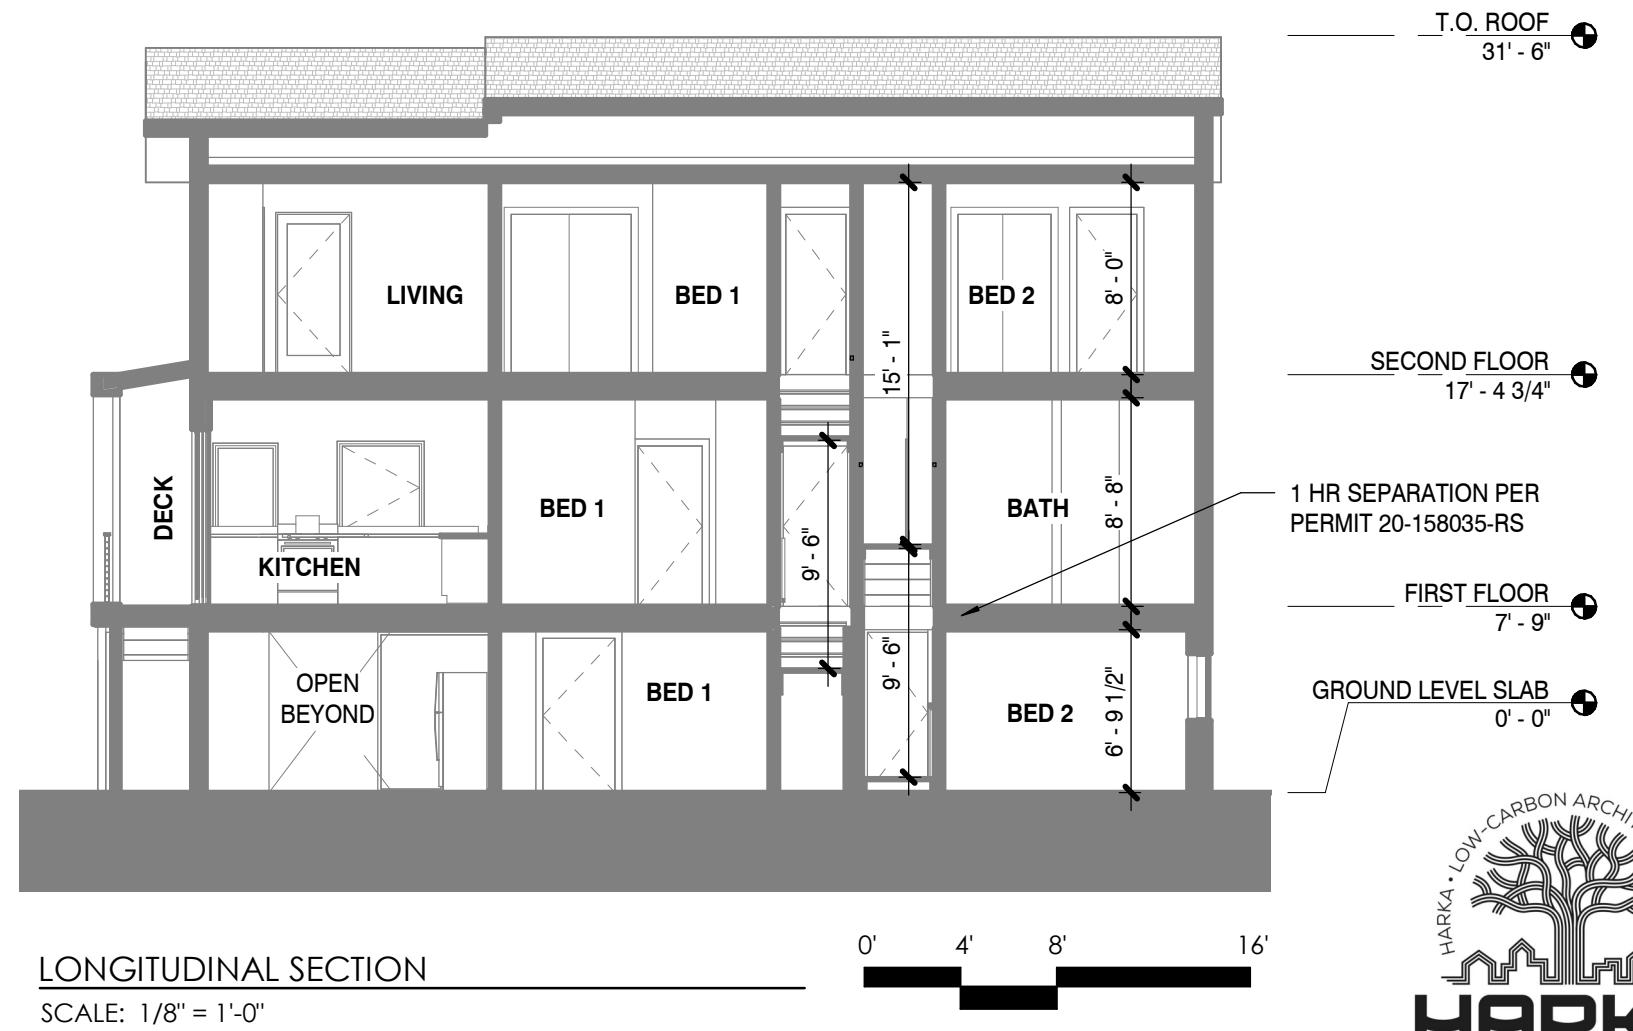 T.O. ROOF
31' - 6"
LIVING
BED 1
BED 2
8' - 0"
15' - 1"
SECOND FLOOR
17' - 4 3/4"
DECK
KITCHEN
BED 1
9' - 6"
BATH
8' - 8"
1 HR SEPARATION PER
PERMIT 20-158035-RS
FIRST FLOOR
7' - 9"
OPEN
BEYOND
BED 1
9' - 6"
BED 2
6' - 9 1/2"
GROUND LEVEL SLAB
0' - 0"
LONGITUDINAL SECTION
SCALE: 1/8" = 1'-0"
0' 4' 8' 16'
HARKA • LOW-CARBON